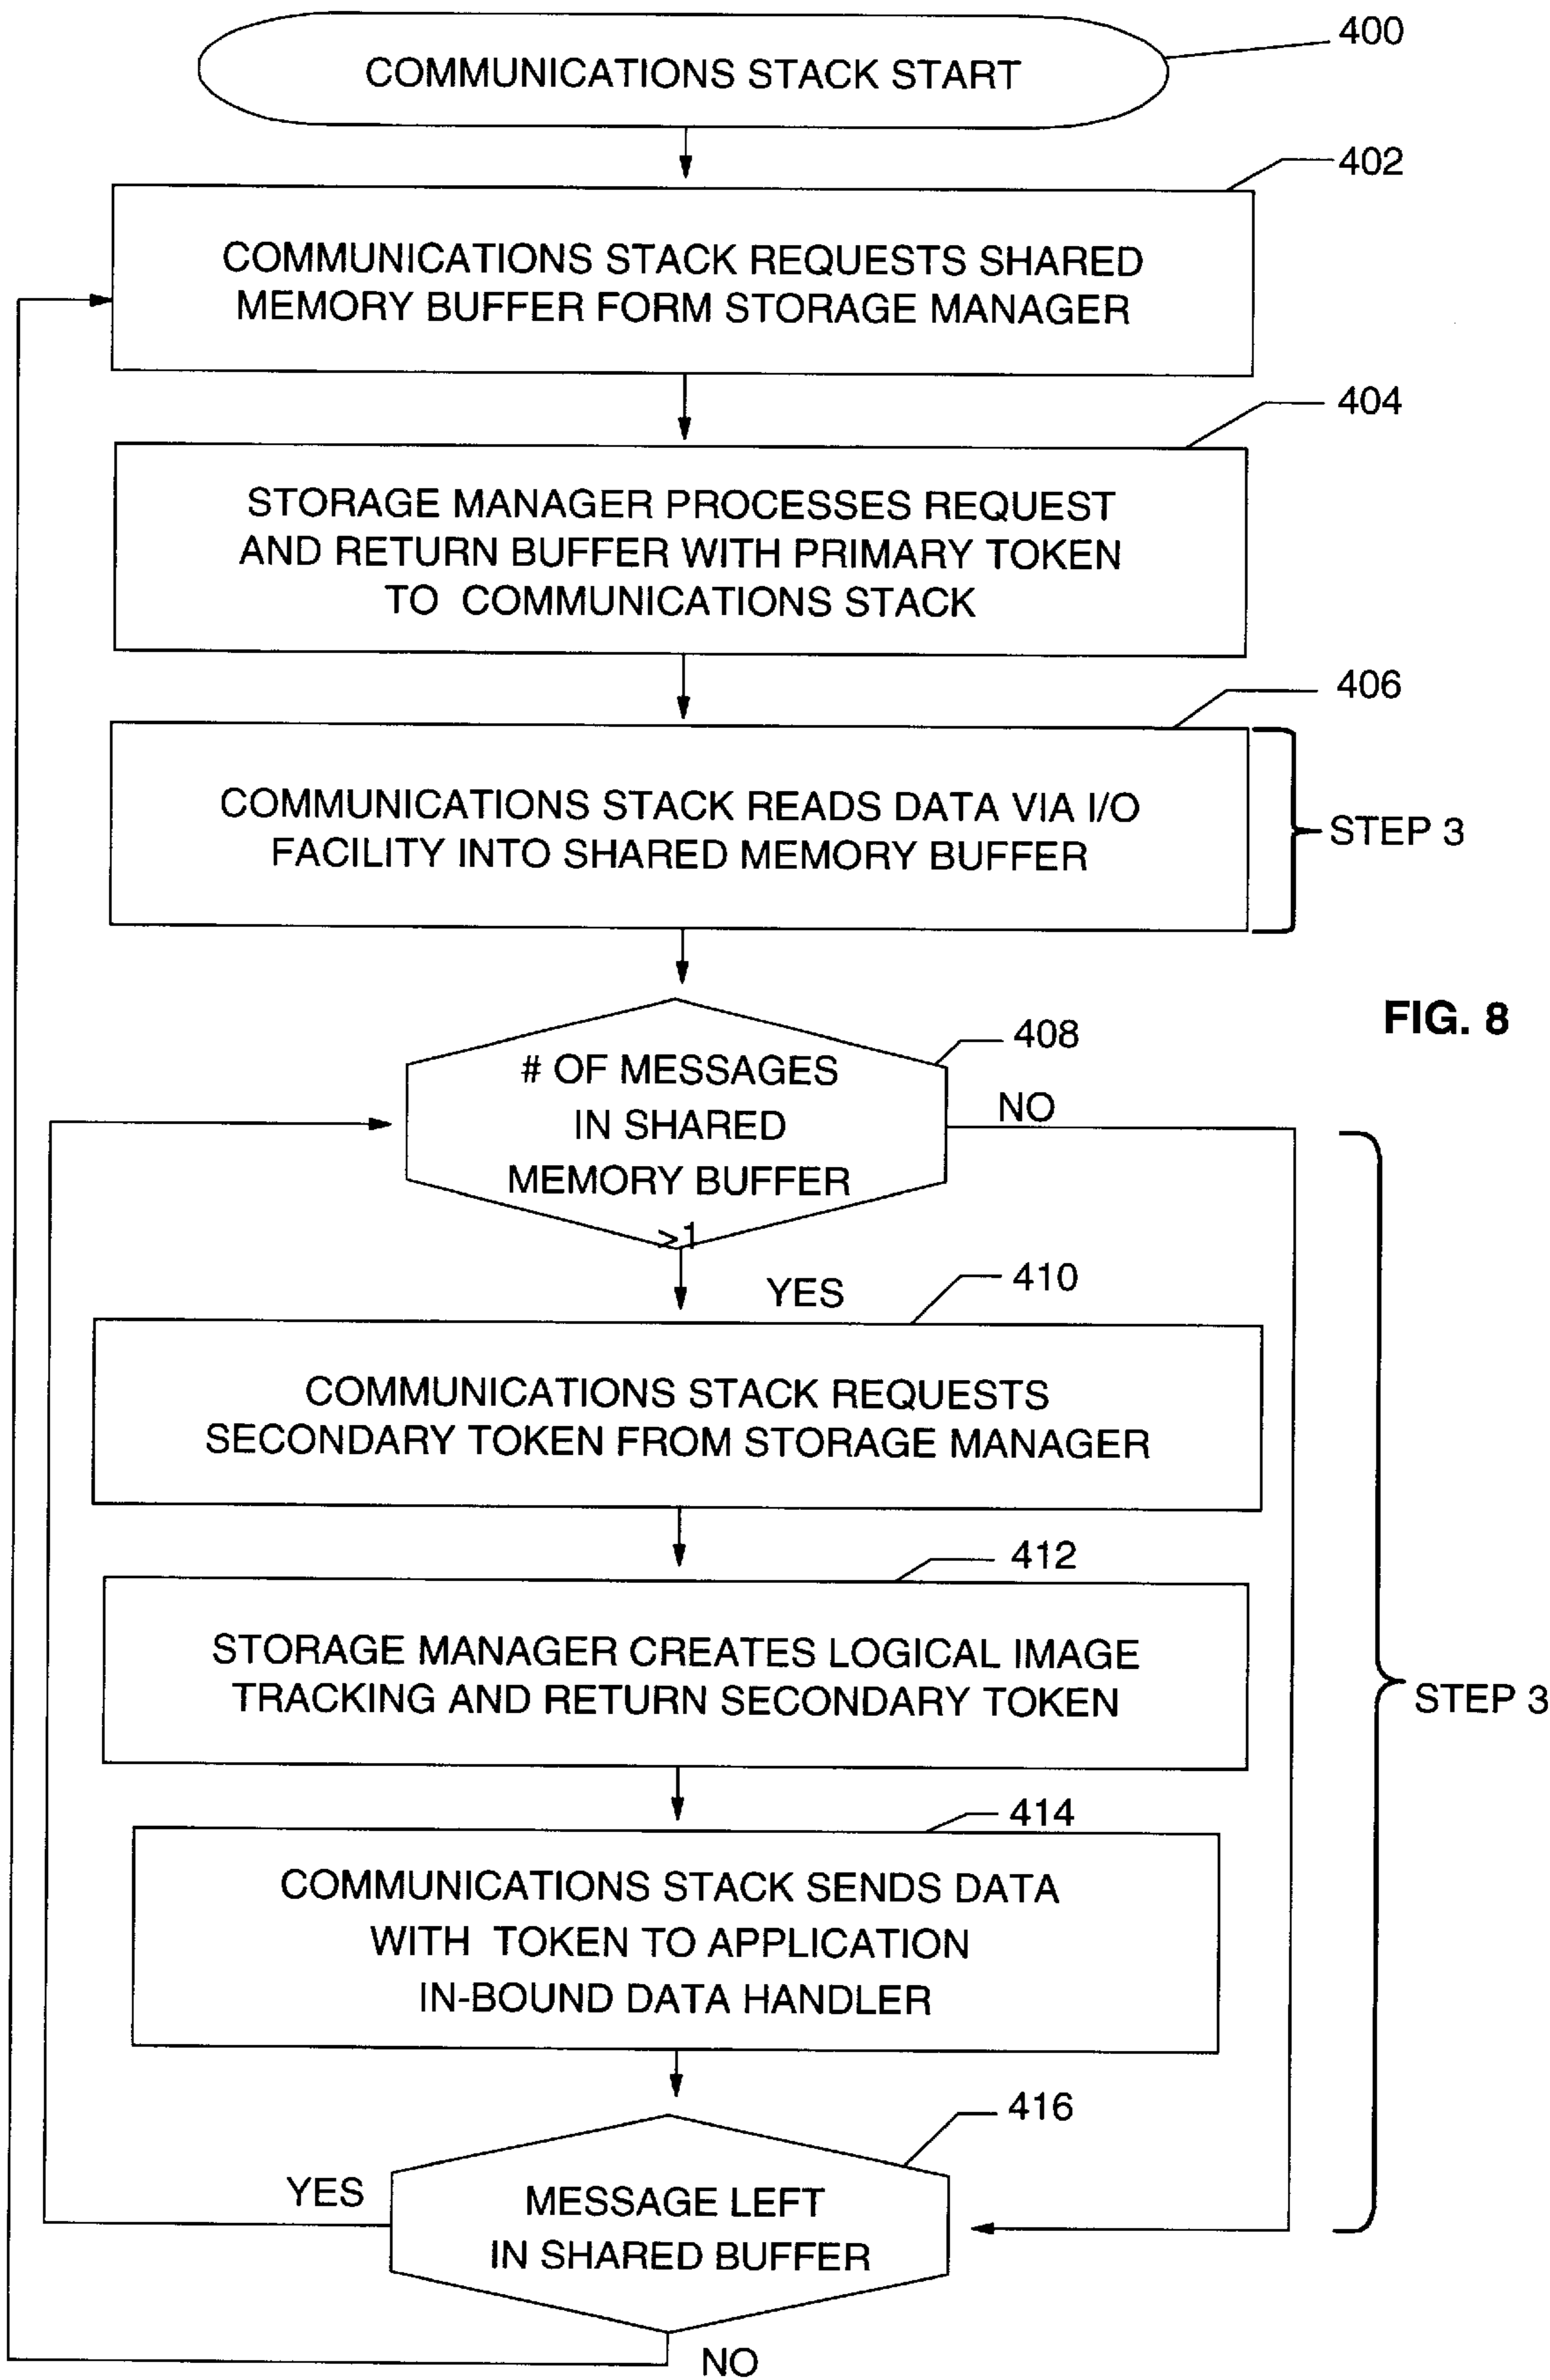 400
COMMUNICATIONS STACK START
402
COMMUNICATIONS STACK REQUESTS SHARED
MEMORY BUFFER FORM STORAGE MANAGER
404
STORAGE MANAGER PROCESSES REQUEST
AND RETURN BUFFER WITH PRIMARY TOKEN
TO COMMUNICATIONS STACK
406
COMMUNICATIONS STACK READS DATA VIA I/O
FACILITY INTO SHARED MEMORY BUFFER
STEP 3
FIG. 8
408
# OF MESSAGES
IN SHARED
MEMORY BUFFER
>1
NO
YES
410
COMMUNICATIONS STACK REQUESTS
SECONDARY TOKEN FROM STORAGE MANAGER
412
STORAGE MANAGER CREATES LOGICAL IMAGE
TRACKING AND RETURN SECONDARY TOKEN
STEP 3
414
COMMUNICATIONS STACK SENDS DATA
WITH TOKEN TO APPLICATION
IN-BOUND DATA HANDLER
416
YES
MESSAGE LEFT
IN SHARED BUFFER
NO